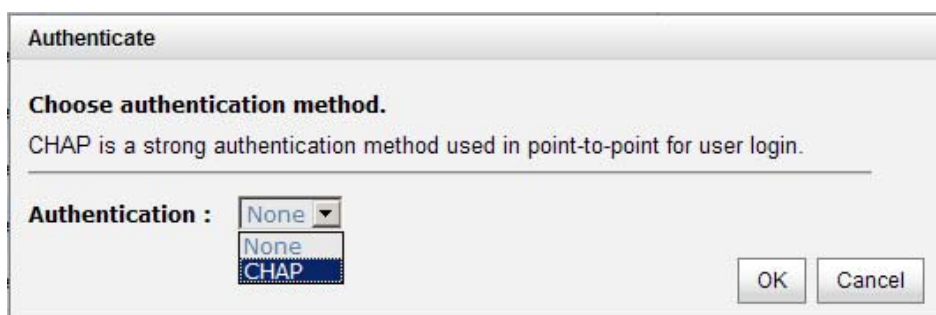 Authenticate
Choose authentication method.
CHAP is a strong authentication method used in point-to-point for user login.
Authentication : None
None
CHAP
OK Cancel